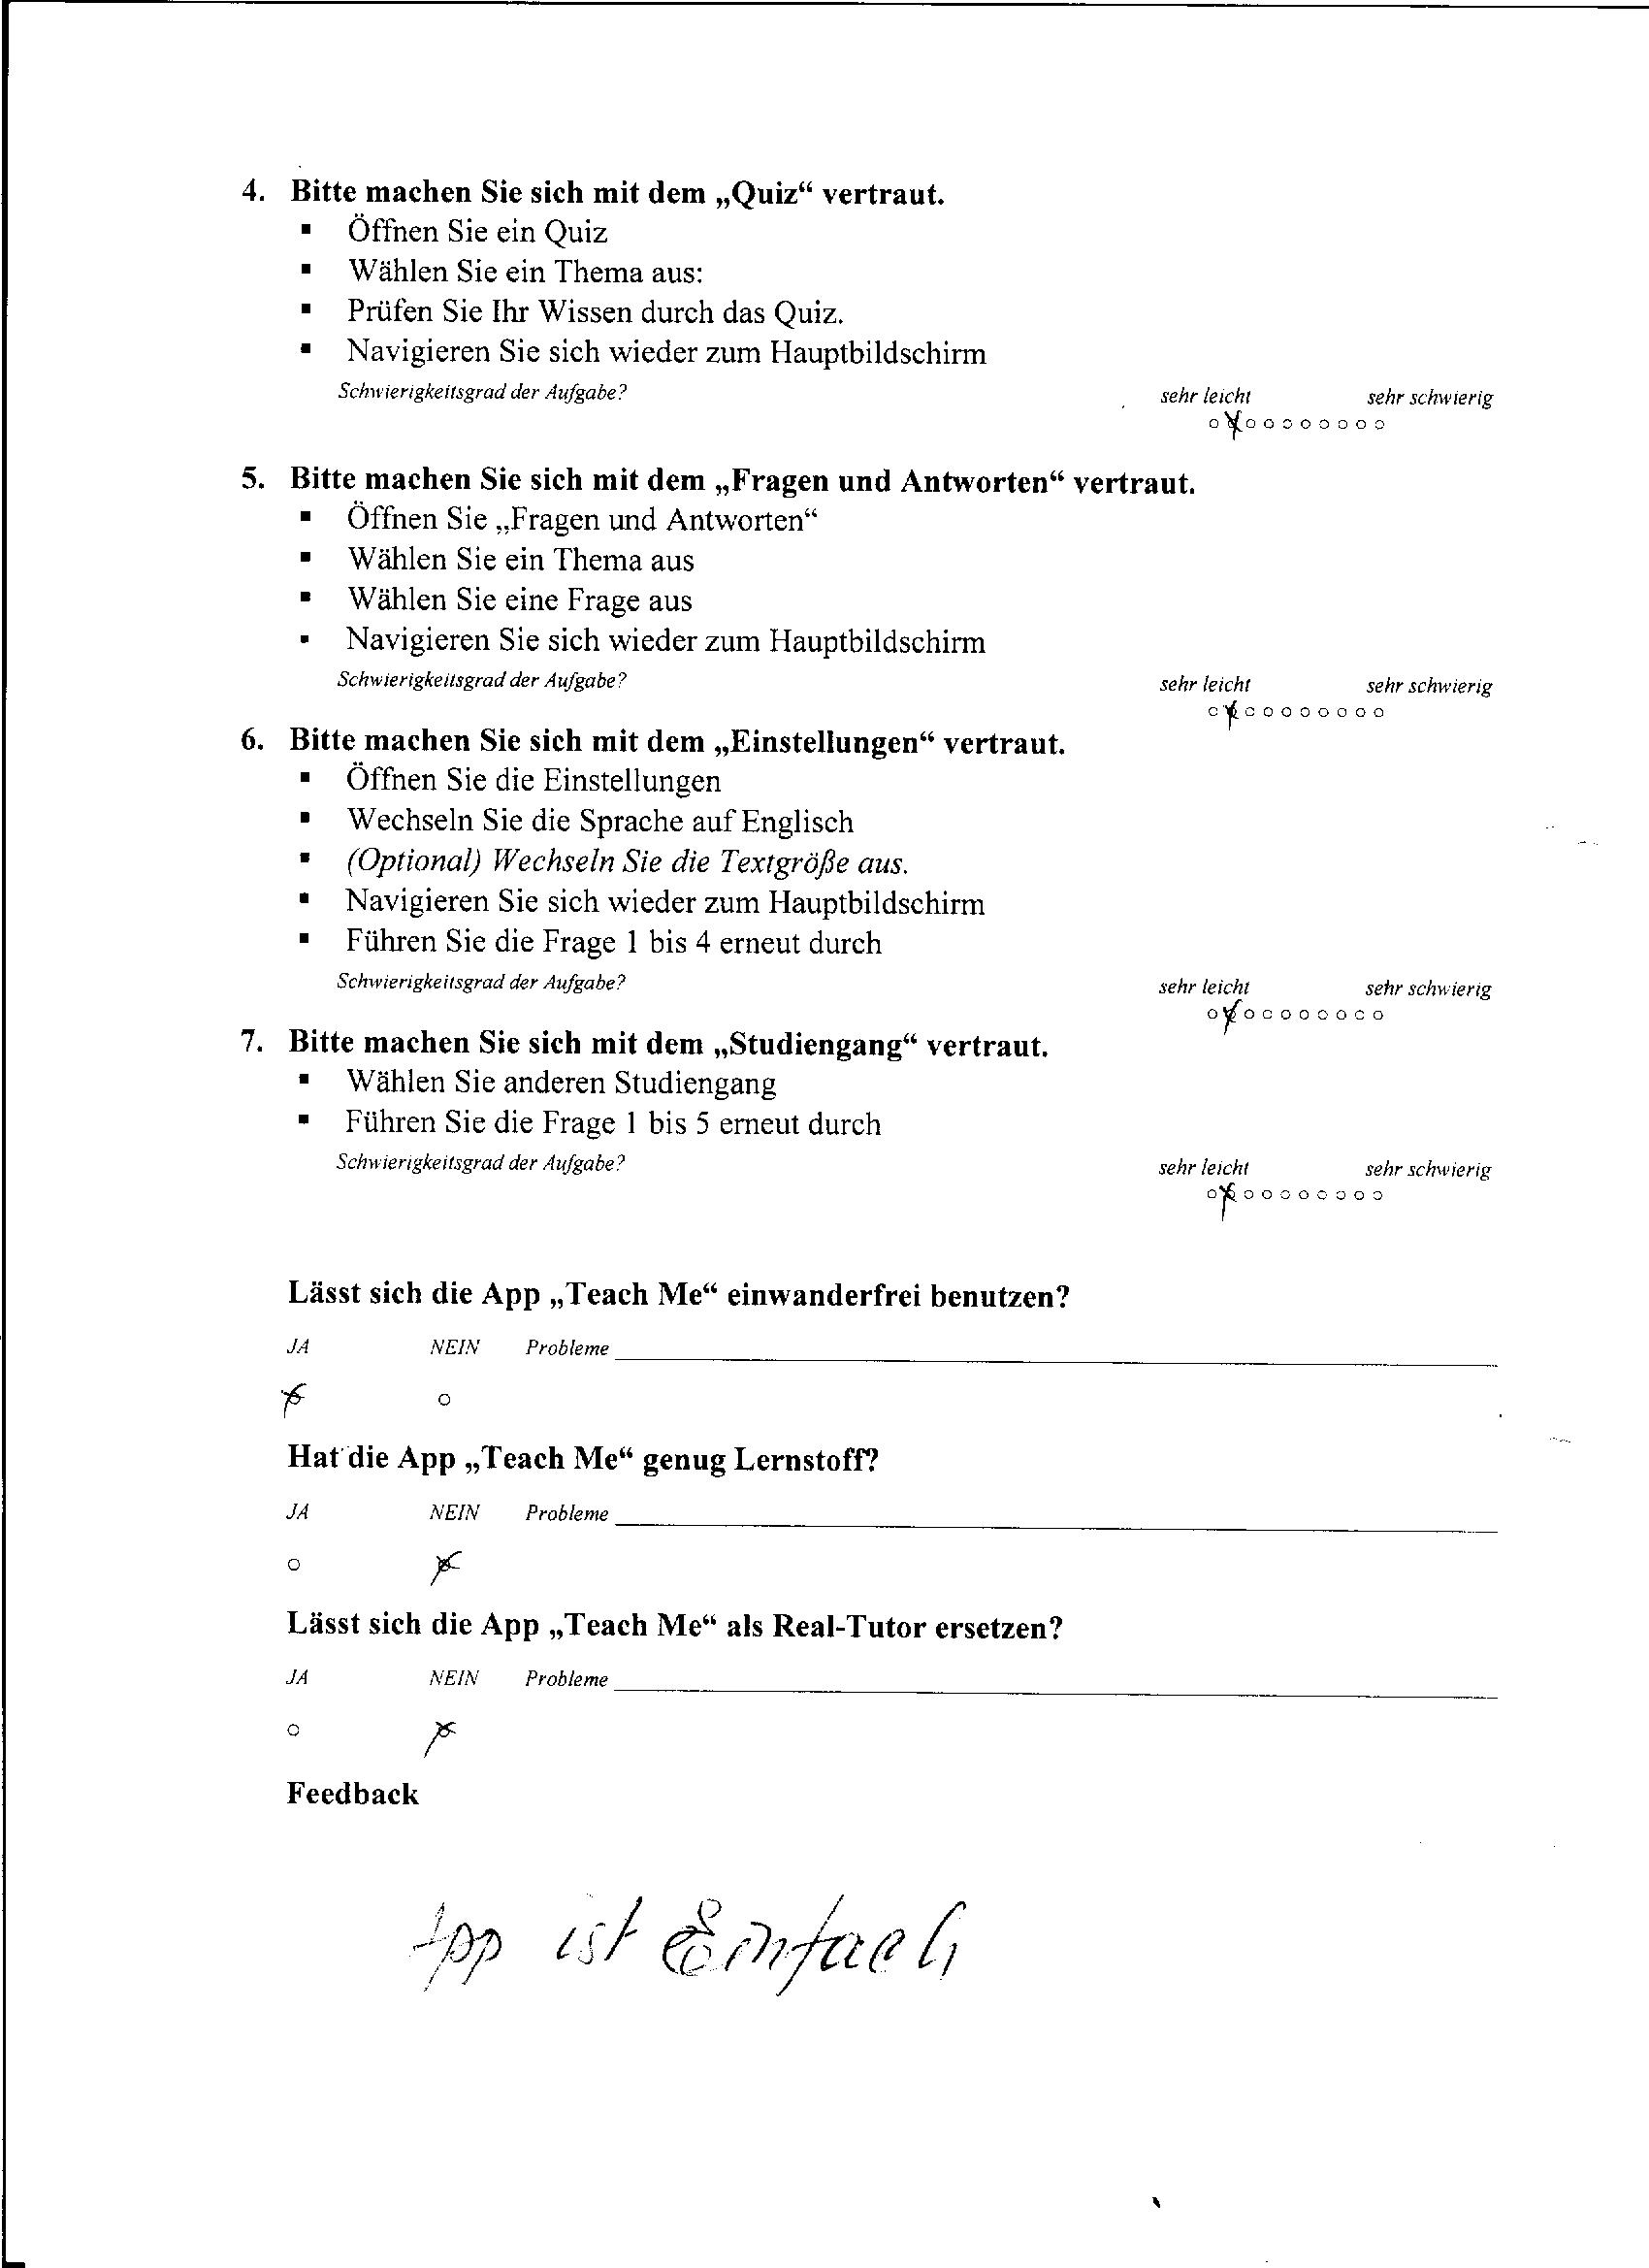 4. Bitte machen Sie sich mit dem „Quiz“ vertraut.
▪ Öffnen Sie ein Quiz
▪ Wählen Sie ein Thema aus:
▪ Prüfen Sie Ihr Wissen durch das Quiz.
▪ Navigieren Sie sich wieder zum Hauptbildschirm
Schwierigkeitsgrad der Aufgabe? sehr leicht sehr schwierig
5. Bitte machen Sie sich mit dem „Fragen und Antworten“ vertraut.
▪ Öffnen Sie „Fragen und Antworten“
▪ Wählen Sie ein Thema aus
▪ Wählen Sie eine Frage aus
▪ Navigieren Sie sich wieder zum Hauptbildschirm
Schwierigkeitsgrad der Aufgabe? sehr leicht sehr schwierig
6. Bitte machen Sie sich mit dem „Einstellungen“ vertraut.
▪ Öffnen Sie die Einstellungen
▪ Wechseln Sie die Sprache auf Englisch
▪ (Optional) Wechseln Sie die Textgröße aus.
▪ Navigieren Sie sich wieder zum Hauptbildschirm
▪ Führen Sie die Frage 1 bis 4 erneut durch
Schwierigkeitsgrad der Aufgabe? sehr leicht sehr schwierig
7. Bitte machen Sie sich mit dem „Studiengang“ vertraut.
▪ Wählen Sie anderen Studiengang
▪ Führen Sie die Frage 1 bis 5 erneut durch
Schwierigkeitsgrad der Aufgabe? sehr leicht sehr schwierig
Lässt sich die App „Teach Me“ einwanderfrei benutzen?
JA NEIN Probleme
Hat die App „Teach Me“ genug Lernstoff?
JA NEIN Probleme
Lässt sich die App „Teach Me“ als Real-Tutor ersetzen?
JA NEIN Probleme
Feedback
App ist Einfach